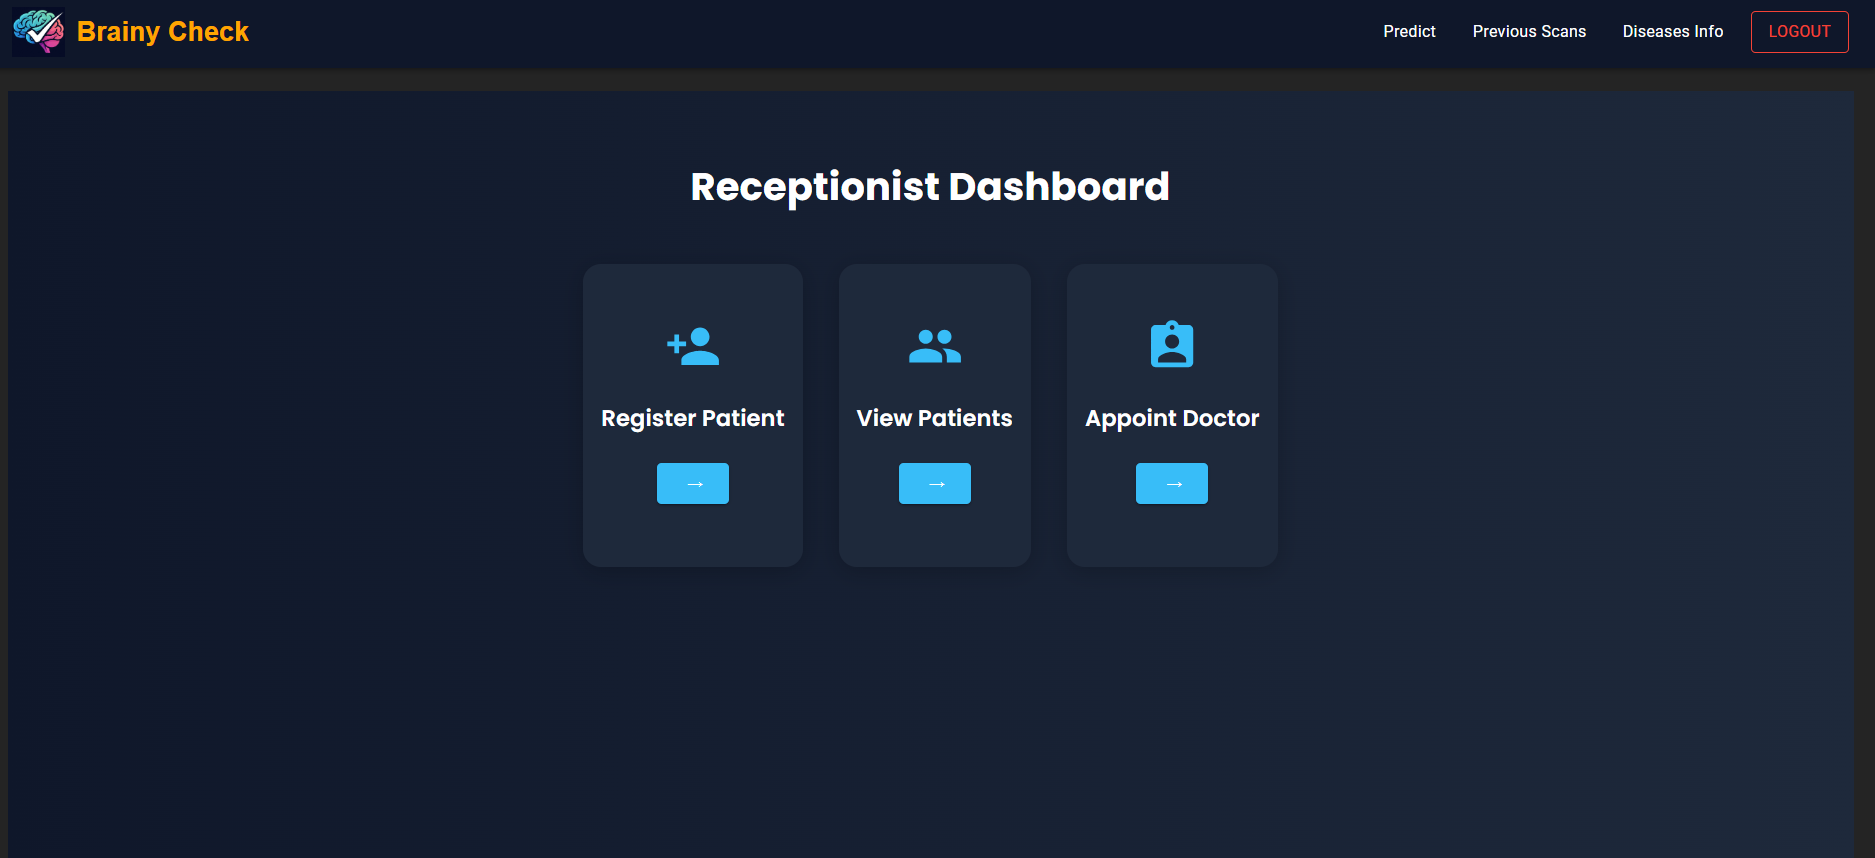 Brainy Check
Predict Previous Scans Diseases Info LOGOUT
Receptionist Dashboard
Register Patient View Patients Appoint Doctor
→ → →